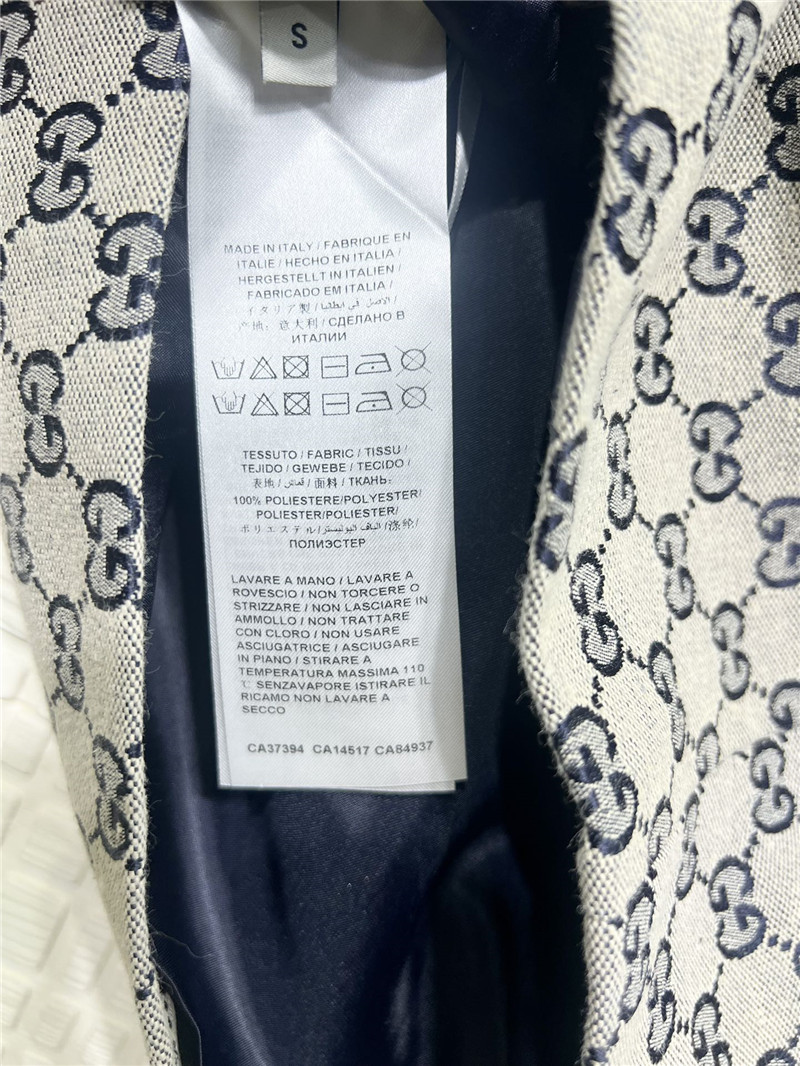 S
MADE IN ITALY / FABRIQUE EN
ITALIE / HECHO EN ITALIA /
HERGESTELLT IN ITALIEN /
FABRICADO EM ITALIA /
イタリア製 / الأصل في ايطاليا /
产地: 意大利 / СДЕЛАНО В
ИТАЛИИ
TESSUTO / FABRIC / TISSU /
TEJIDO / GEWEBE / TECIDO /
表地 / قماش / 面料 / ТКАНЬ:
100% POLIESTERE/POLYESTER/
POLIESTER/POLIESTER/
ポリエステル/الياف البوليستر/涤纶/
ПОЛИЭСТЕР
LAVARE A MANO / LAVARE A
ROVESCIO / NON TORCERE O
STRIZZARE / NON LASCIARE IN
AMMOLLO / NON TRATTARE
CON CLORO / NON USARE
ASCIUGATRICE / ASCIUGARE
IN PIANO / STIRARE A
TEMPERATURA MASSIMA 110
℃ SENZAVAPORE ISTIRARE IL
RICAMO NON LAVARE A
SECCO
CA37394 CA14517 CA84937